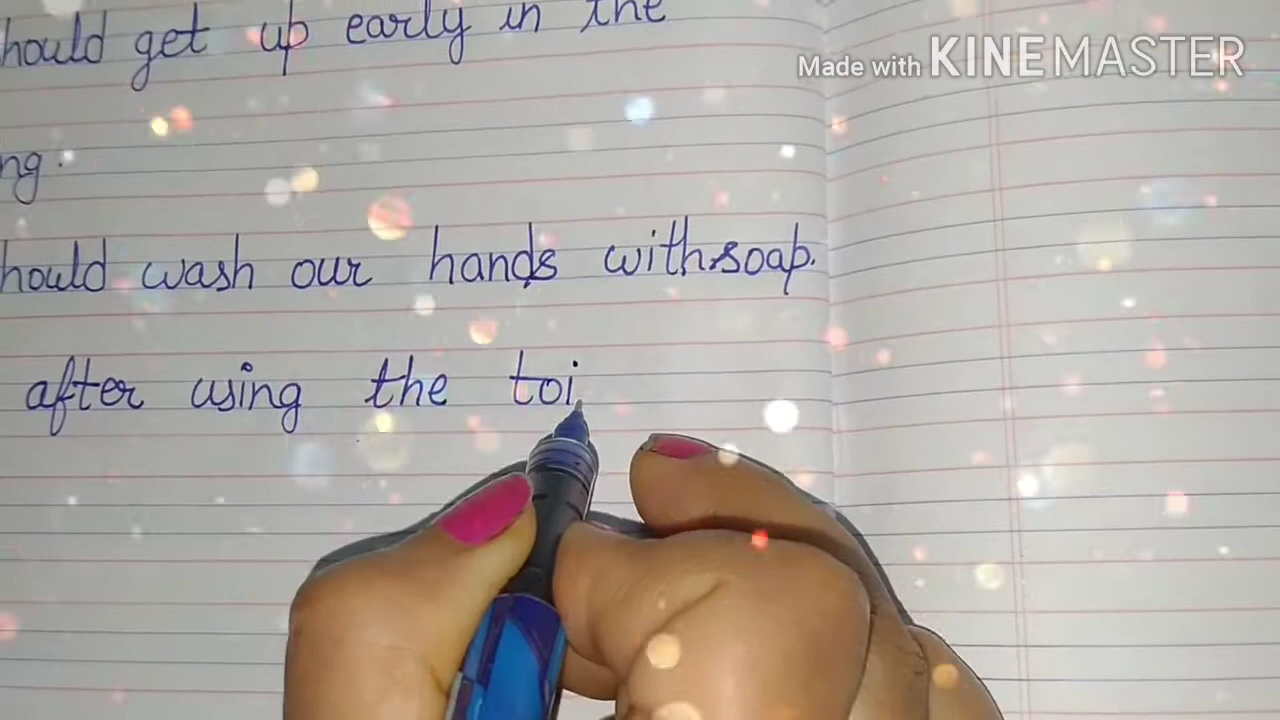 hould get up early in the
Made with KINEMASTER
ng.
hould wash our hands with soap.
after using the toi